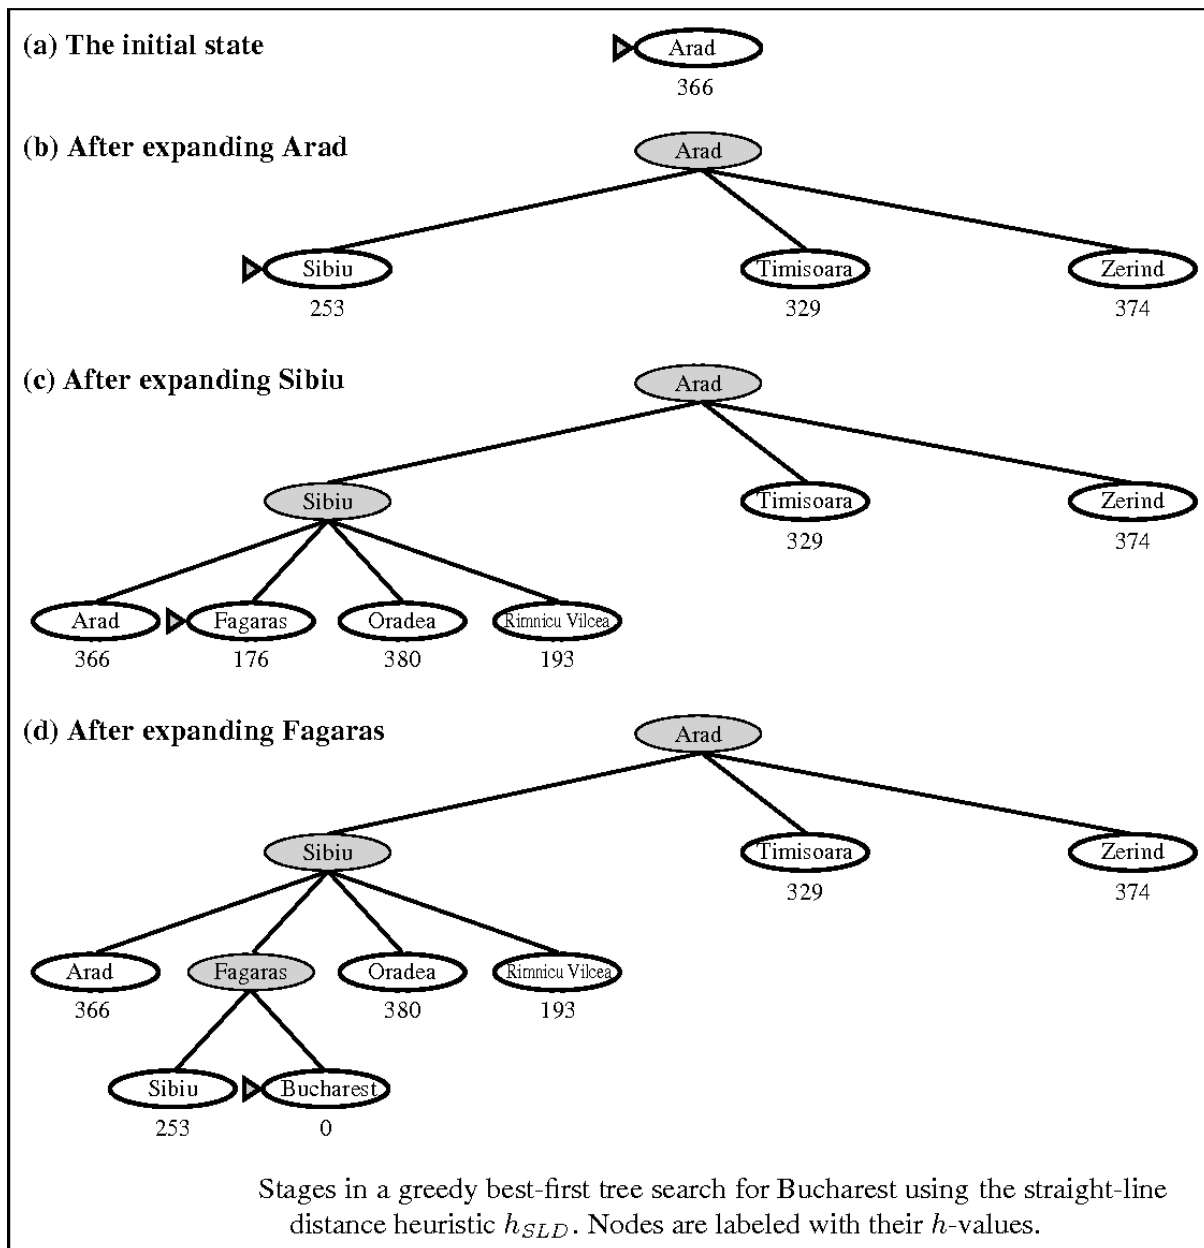 (a) The initial state
Arad
366
(b) After expanding Arad
Arad
Sibiu Timisoara Zerind
253 329 374
(c) After expanding Sibiu
Arad
Sibiu Timisoara Zerind
329 374
Arad Fagaras Oradea Rimnicu Vilcea
366 176 380 193
(d) After expanding Fagaras
Arad
Sibiu Timisoara Zerind
329 374
Arad Fagaras Oradea Rimnicu Vilcea
366 380 193
Sibiu Bucharest
253 0
Stages in a greedy best-first tree search for Bucharest using the straight-line
distance heuristic hSLD. Nodes are labeled with their h-values.